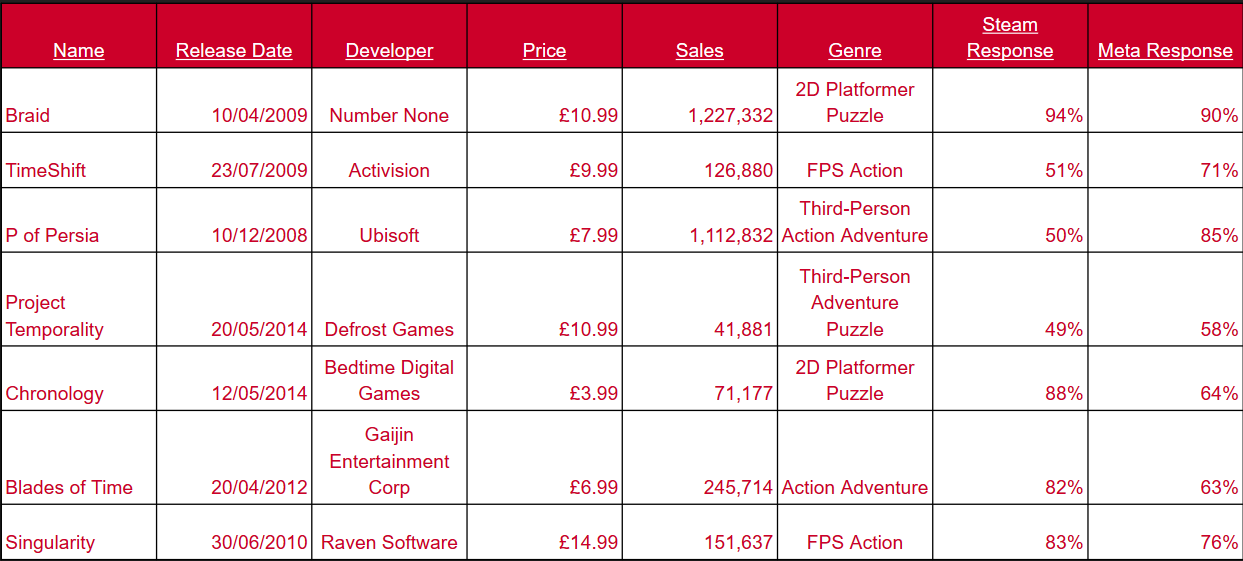 Name Release Date Developer Price Sales Genre Steam Response Meta Response
Braid 10/04/2009 Number None £10.99 1,227,332 2D Platformer Puzzle 94% 90%
TimeShift 23/07/2009 Activision £9.99 126,880 FPS Action 51% 71%
P of Persia 10/12/2008 Ubisoft £7.99 1,112,832 Third-Person Action Adventure 50% 85%
Project Temporality 20/05/2014 Defrost Games £10.99 41,881 Third-Person Adventure Puzzle 49% 58%
Chronology 12/05/2014 Bedtime Digital Games £3.99 71,177 2D Platformer Puzzle 88% 64%
Blades of Time 20/04/2012 Gaijin Entertainment Corp £6.99 245,714 Action Adventure 82% 63%
Singularity 30/06/2010 Raven Software £14.99 151,637 FPS Action 83% 76%